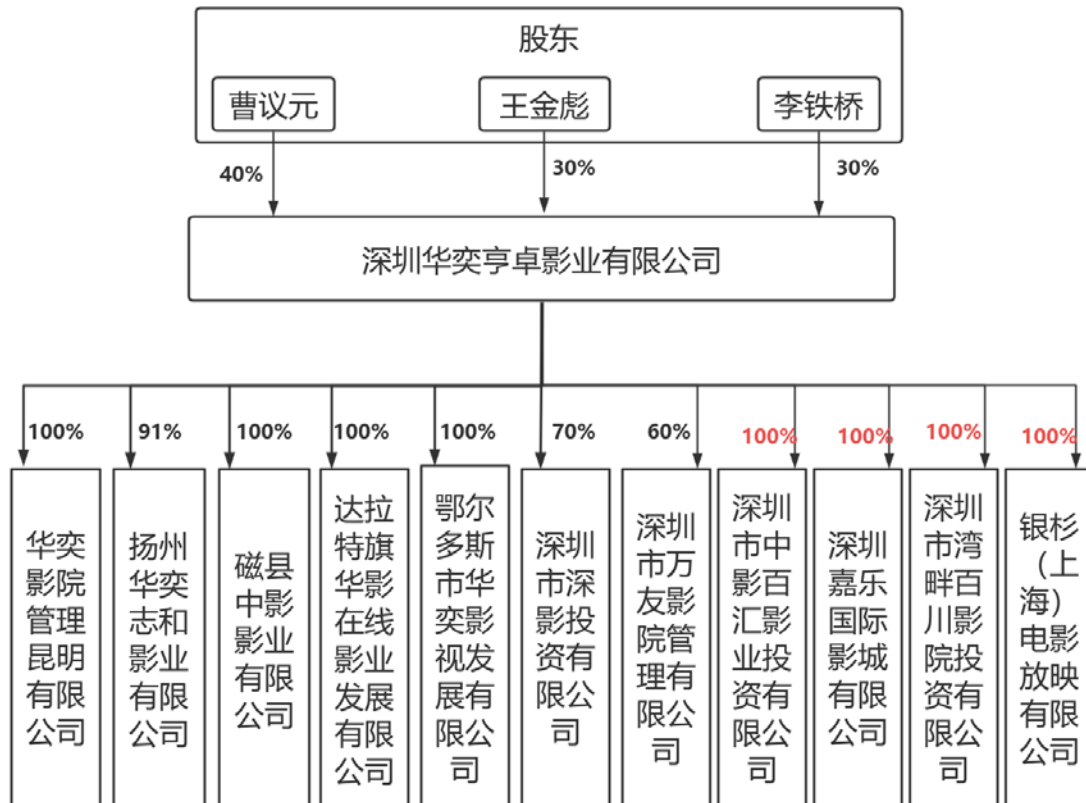 股东
曹议元
王金彪
李铁桥
40%
30%
30%
深圳华奕亨卓影业有限公司
100%
91%
100%
100%
100%
70%
60%
100%
100%
100%
100%
华奕
影院
管理
昆明
有限
公司
扬州
华奕
志和
影业
有限
公司
磁县
中影
影业
有限
公司
达拉
特旗
华影
在线
影业
发展
有限
公司
鄂尔
多斯
市华
奕影
视发
展有
限公
司
深圳
市深
影投
资有
限公
司
深圳
市万
友影
院管
理有
限公
司
深圳
市中
影百
汇影
业投
资有
限公
司
深圳
嘉乐
国际
影城
有限
公司
深圳
市湾
畔百
川影
院投
资有
限公
司
银杉
（上
海）
电影
放映
有限
公司